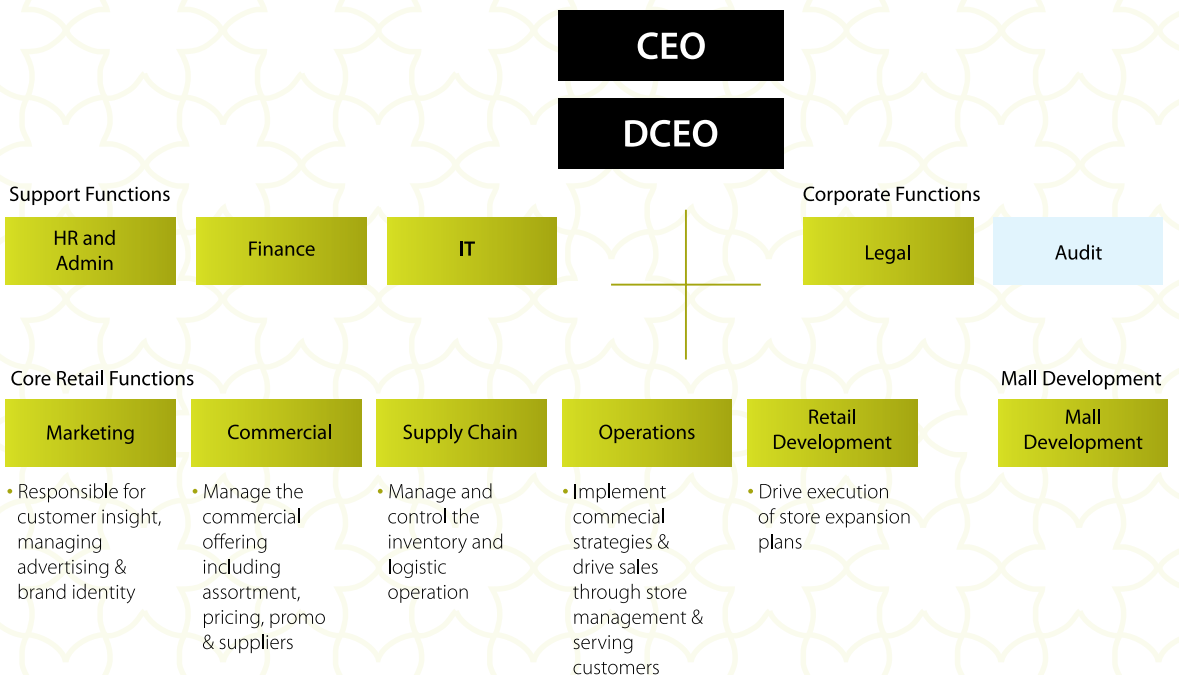 CEO
DCEO
Support Functions
HR and
Admin
Finance
IT
Corporate Functions
Legal
Audit
Core Retail Functions
Marketing
• Responsible for
customer insight,
managing
advertising &
brand identity
Commercial
• Manage the
commercial
offering
including
assortment,
pricing, promo
& suppliers
Supply Chain
• Manage and
control the
inventory and
logistic
operation
Operations
• Implement
commecial
strategies &
drive sales
through store
management &
serving
customers
Retail
Development
• Drive execution
of store expansion
plans
Mall Development
Mall
Development